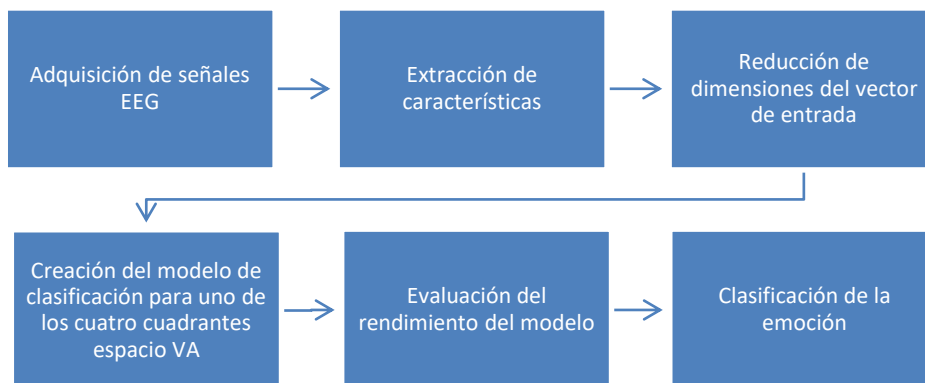 Adquisición de señales
EEG
Extracción de
características
Reducción de
dimensiones del vector
de entrada
Creación del modelo de
clasificación para uno de
los cuatro cuadrantes
espacio VA
Evaluación del
rendimiento del modelo
Clasificación de la
emoción